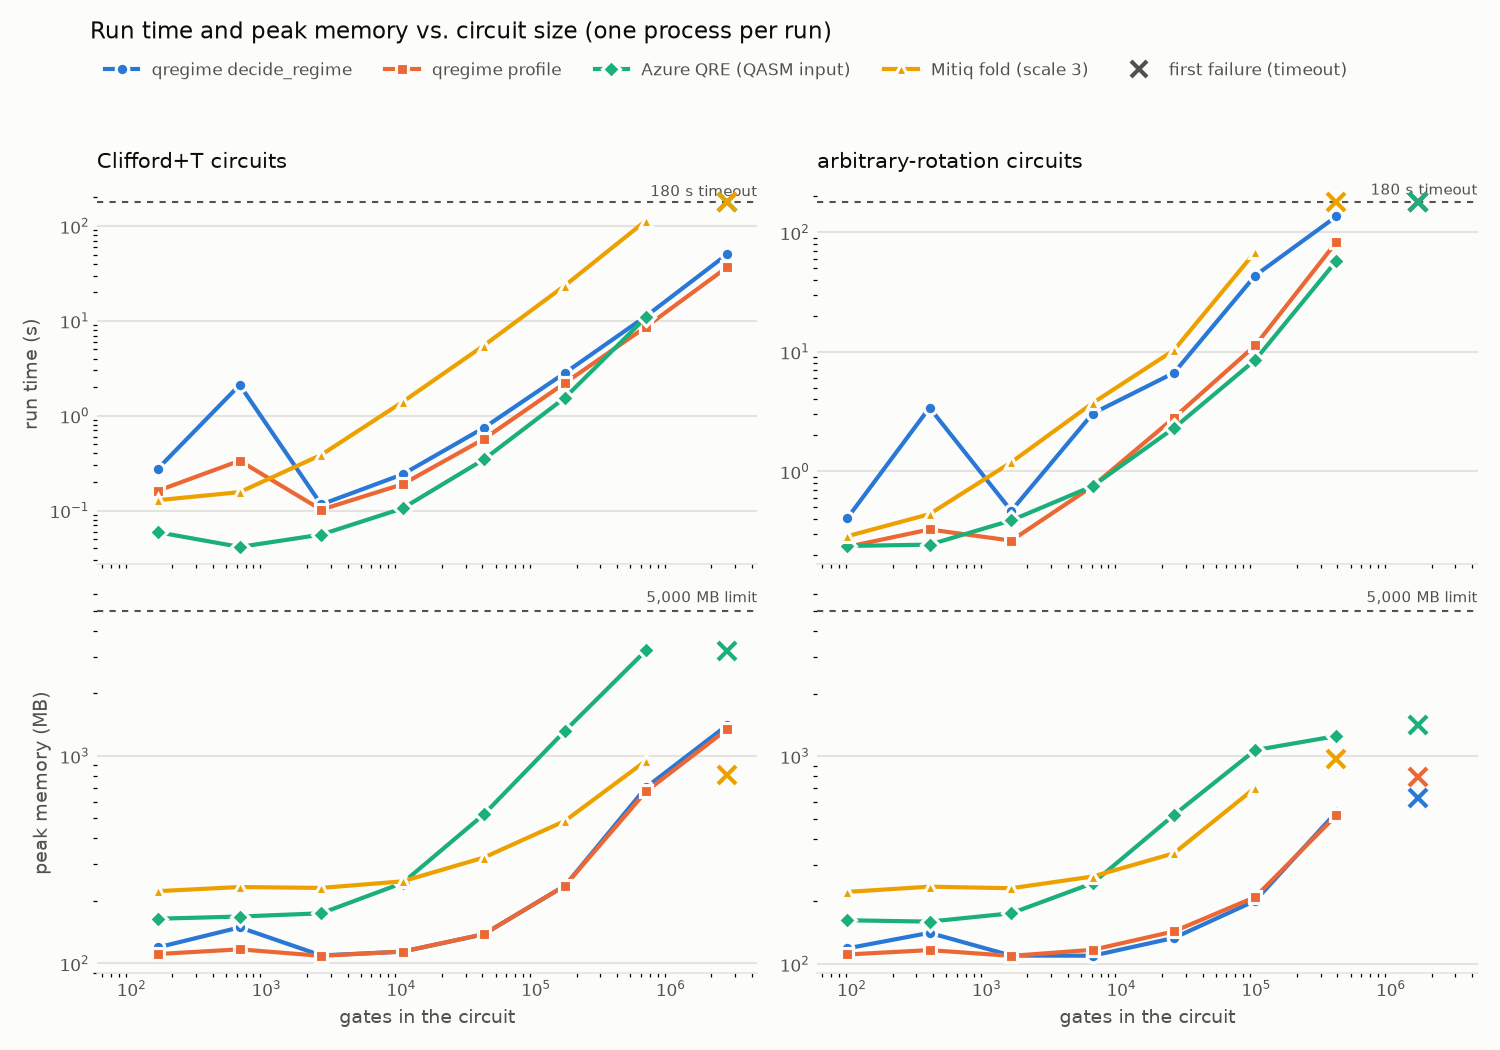 Run time and peak memory vs. circuit size (one process per run)
qregime decide_regime qregime profile Azure QRE (QASM input) Mitiq fold (scale 3) first failure (timeout)
Clifford+T circuits
arbitrary-rotation circuits
180 s timeout
180 s timeout
run time (s)
10²
10¹
10⁰
10⁻¹
10²
10¹
10⁰
5,000 MB limit
5,000 MB limit
peak memory (MB)
10³
10²
10³
10²
10² 10³ 10⁴ 10⁵ 10⁶
10² 10³ 10⁴ 10⁵ 10⁶
gates in the circuit
gates in the circuit